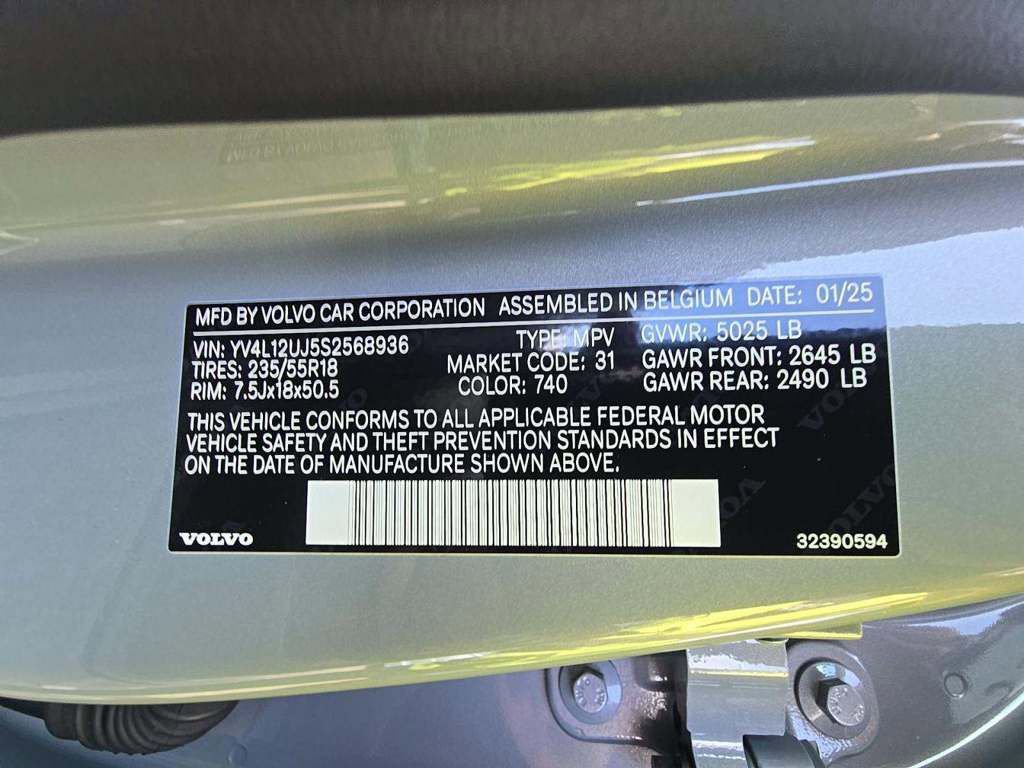 MFD BY VOLVO CAR CORPORATION ASSEMBLED IN BELGIUM DATE: 01/25
VIN: YV4L12UJ5S2568936 TYPE: MPV GVWR: 5025 LB
TIRES: 235/55R18 MARKET CODE: 31 GAWR FRONT: 2645 LB
RIM: 7.5Jx18x50.5 COLOR: 740 GAWR REAR: 2490 LB
THIS VEHICLE CONFORMS TO ALL APPLICABLE FEDERAL MOTOR
VEHICLE SAFETY AND THEFT PREVENTION STANDARDS IN EFFECT
ON THE DATE OF MANUFACTURE SHOWN ABOVE.
VOLVO 32390594